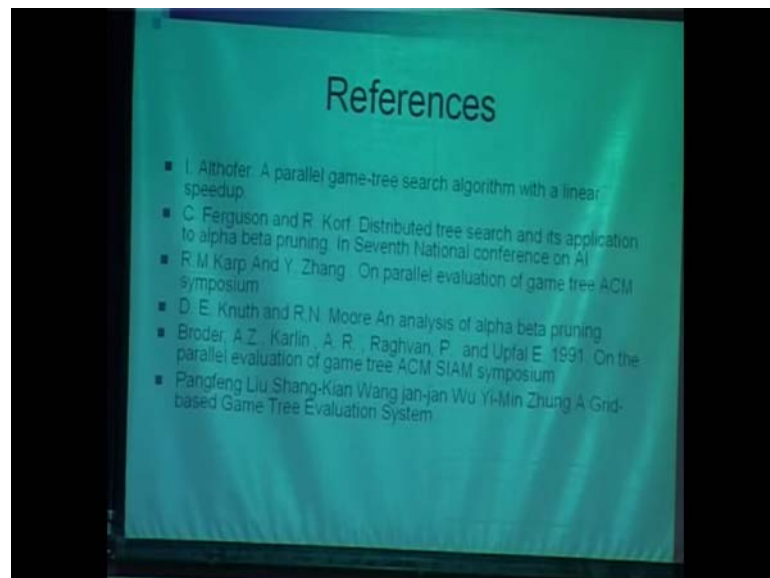 References
I. Althofer. A parallel game-tree search algorithm with a linear
speedup.
C. Ferguson and R. Korf. Distributed tree search and its application
to alpha beta pruning. In Seventh National conference on AI
R.M.Karp And Y. Zhang . On parallel evaluation of game tree ACM
symposium
D. E. Knuth and R.N. Moore An analysis of alpha beta pruning
Broder, A.Z., Karlin , A. R. , Raghvan, P. and Upfal E. 1991. On the
parallel evaluation of game tree ACM SIAM symposium
Pangfeng Liu Shang-Kian Wang jan-jan Wu Yi-Min Zhung A Grid-
based Game Tree Evaluation System